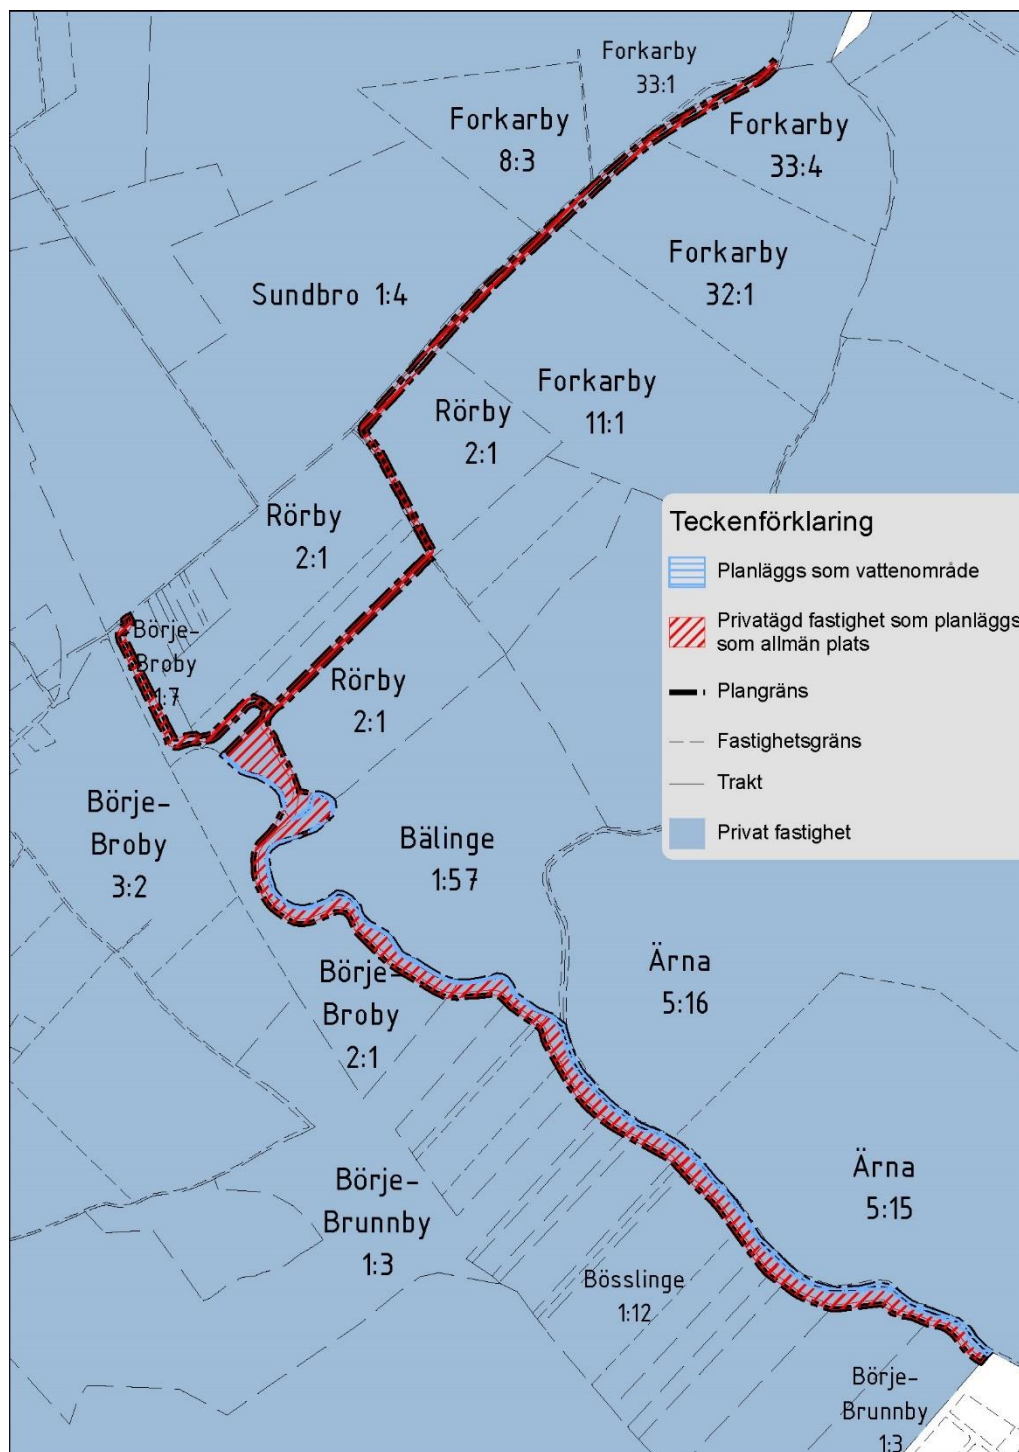 Forkarby
33:1
Forkarby
8:3
Forkarby
33:4
Forkarby
32:1
Sundbro 1:4
Forkarby
11:1
Rörby
2:1
Rörby
2:1
Börje-
Broby
1:7
Rörby
2:1
Teckenförklaring
Planläggs som vattenområde
Privatägd fastighet som planläggs
som allmän plats
Plangräns
Fastighetsgräns
Trakt
Privat fastighet
Börje-
Broby
3:2
Bälinge
1:57
Ärna
5:16
Börje-
Broby
2:1
Ärna
5:15
Börje-
Brunnby
1:3
Bösslinge
1:12
Börje-
Brunnby
1:3